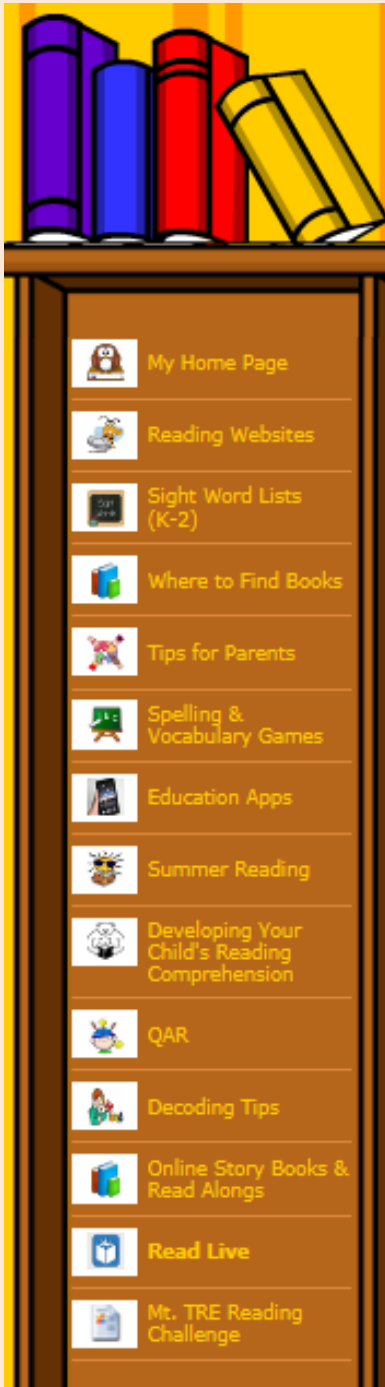 My Home Page
Reading Websites
Sight Word Lists
(K-2)
Where to Find Books
Tips for Parents
Spelling &
Vocabulary Games
Education Apps
Summer Reading
Developing Your
Child's Reading
Comprehension
QAR
Decoding Tips
Online Story Books &
Read Alongs
Read Live
Mt. TRE Reading
Challenge